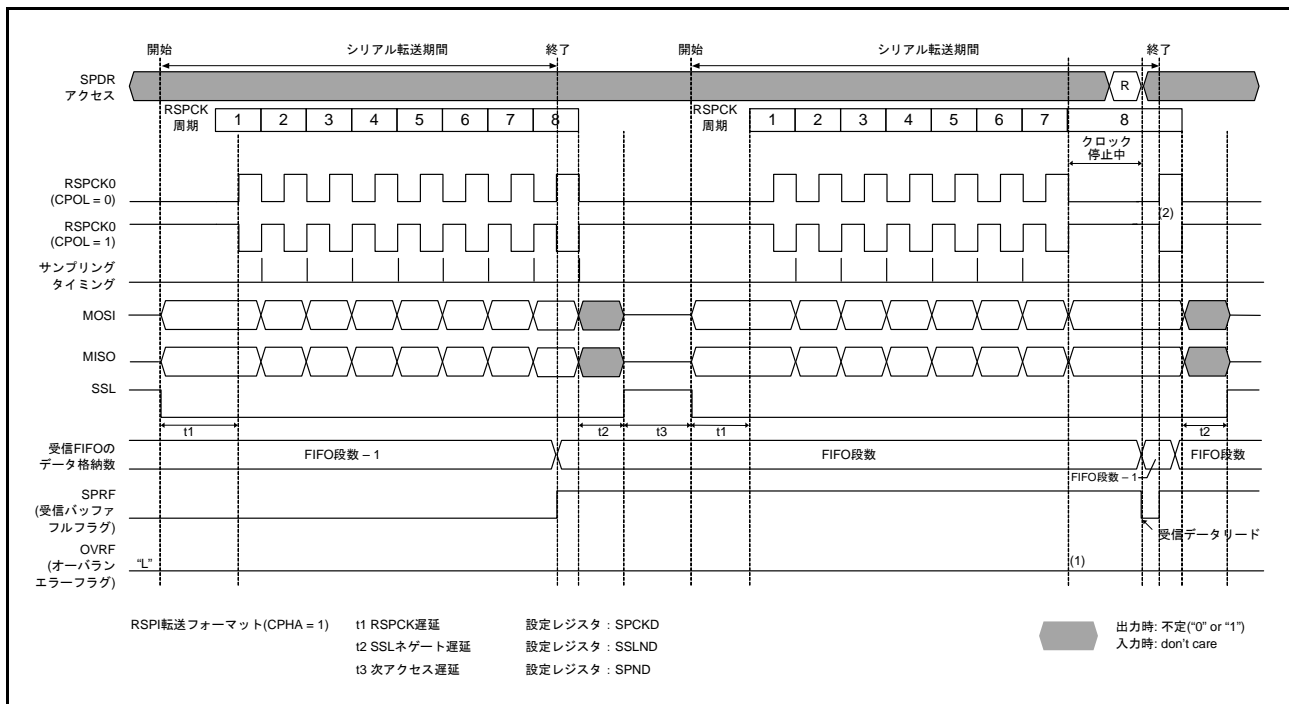 開始 シリアル転送期間 終了 開始 シリアル転送期間 終了
SPDR
アクセス
R
RSPCK
周期
1 2 3 4 5 6 7 8
RSPCK
周期
1 2 3 4 5 6 7 8
クロック
停止中
RSPCK0
(CPOL = 0)
RSPCK0
(CPOL = 1)
(2)
サンプリング
タイミング
MOSI
MISO
SSL
t1 t2 t3 t1 t2
受信FIFOの
データ格納数
FIFO段数 – 1 FIFO段数 FIFO段数
FIFO段数 – 1
SPRF
(受信バッファ
フルフラグ)
受信データリード
OVRF
(オーバラン
エラーフラグ)
“L”
(1)
RSPI転送フォーマット(CPHA = 1) t1 RSPCK遅延 設定レジスタ : SPCKD
t2 SSLネゲート遅延 設定レジスタ : SSLND
t3 次アクセス遅延 設定レジスタ : SPND
出力時: 不定(“0” or “1”)
入力時: don't care